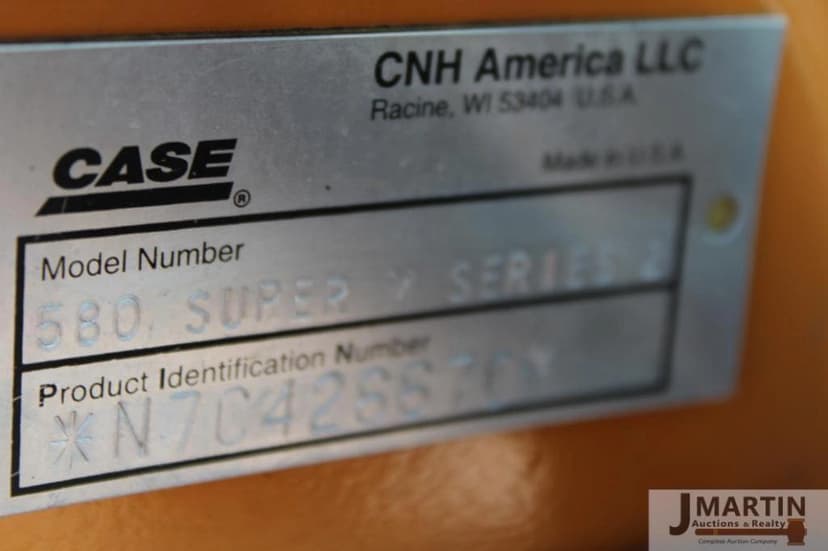 CNH America LLC
Racine, WI 53404 U.S.A
Made in U.S.A
CASE®
Model Number
580 SUPER M SERIES 2
Product Identification Number
*N7C426670*
J MARTIN
Auctions & Realty
Complete Auction Company